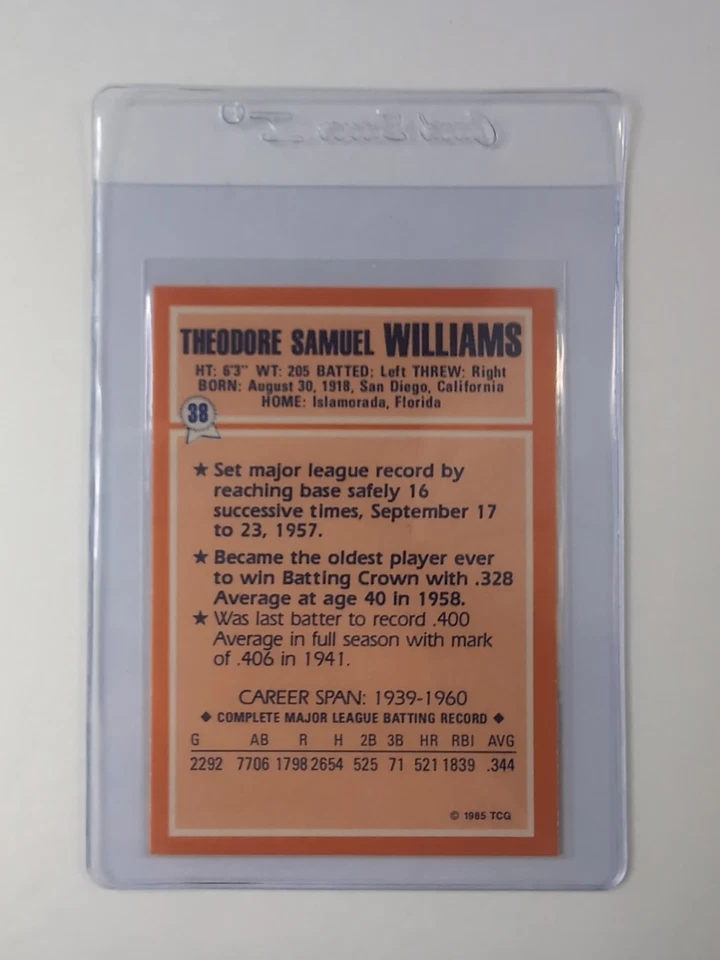 Card Saver I
THEODORE SAMUEL WILLIAMS
HT: 6'3" WT: 205 BATTED: Left THREW: Right
BORN: August 30, 1918, San Diego, California
HOME: Islamorada, Florida
38
★ Set major league record by
reaching base safely 16
successive times, September 17
to 23, 1957.
★ Became the oldest player ever
to win Batting Crown with .328
Average at age 40 in 1958.
★ Was last batter to record .400
Average in full season with mark
of .406 in 1941.
CAREER SPAN: 1939-1960
◆ COMPLETE MAJOR LEAGUE BATTING RECORD ◆
G AB R H 2B 3B HR RBI AVG
2292 7706 1798 2654 525 71 521 1839 .344
© 1985 TCG